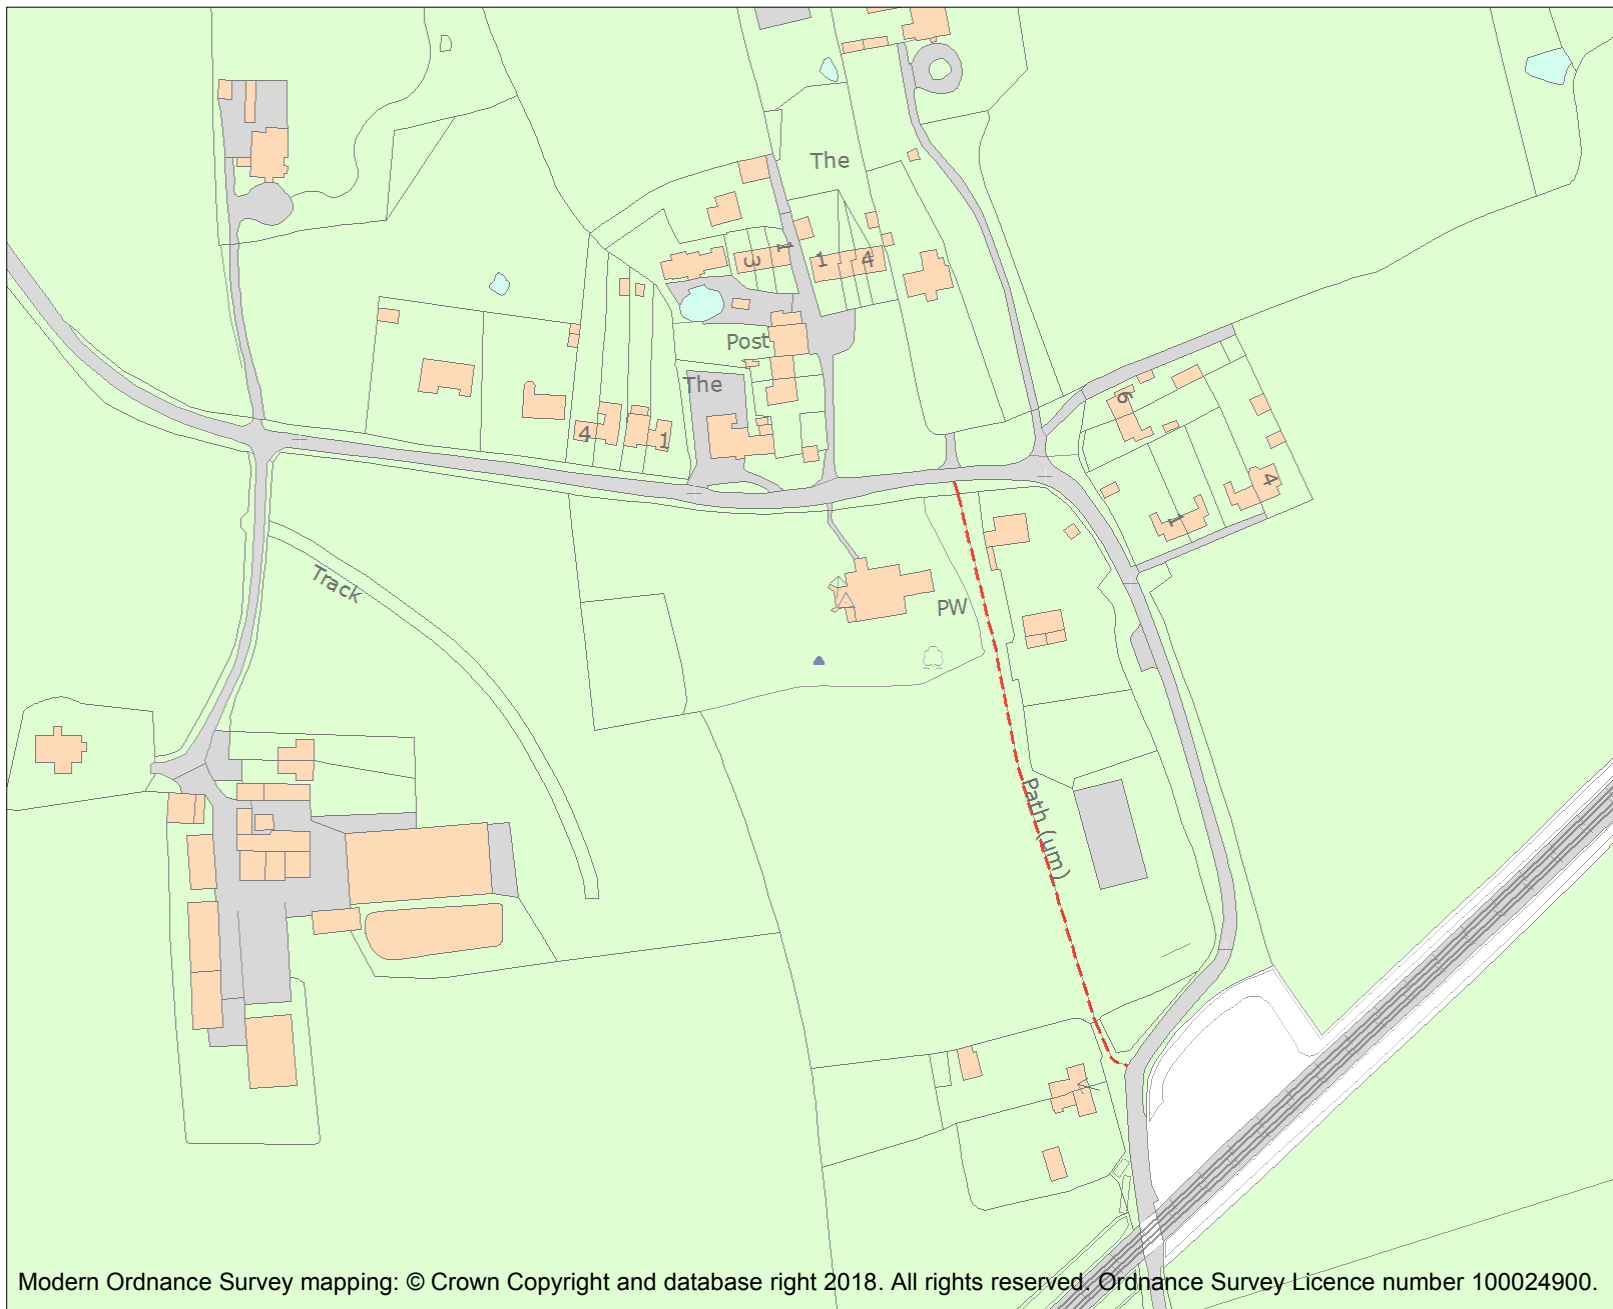 The
3
1
1
4
Post
The
6
4
1
4
1
Track
PW
Path (um)
Modern Ordnance Survey mapping: © Crown Copyright and database right 2018. All rights reserved. Ordnance Survey Licence number 100024900.